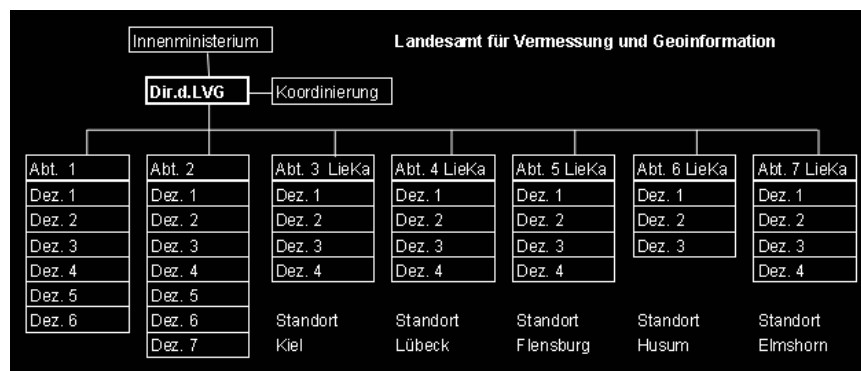 Innenministerium
Landesamt für Vermessung und Geoinformation
Dir.d.LVG
Koordinierung
Abt. 1
Dez. 1
Dez. 2
Dez. 3
Dez. 4
Dez. 5
Dez. 6
Abt. 2
Dez. 1
Dez. 2
Dez. 3
Dez. 4
Dez. 5
Dez. 6
Dez. 7
Abt. 3 LieKa
Dez. 1
Dez. 2
Dez. 3
Dez. 4
Standort
Kiel
Abt. 4 LieKa
Dez. 1
Dez. 2
Dez. 3
Dez. 4
Standort
Lübeck
Abt. 5 LieKa
Dez. 1
Dez. 2
Dez. 3
Dez. 4
Standort
Flensburg
Abt. 6 LieKa
Dez. 1
Dez. 2
Dez. 3
Standort
Husum
Abt. 7 LieKa
Dez. 1
Dez. 2
Dez. 3
Dez. 4
Standort
Elmshorn